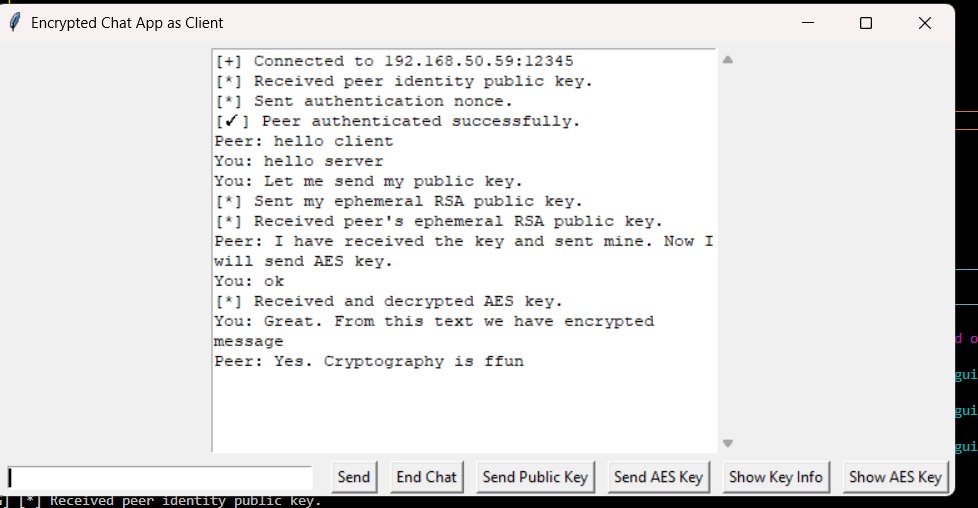 Encrypted Chat App as Client
[+] Connected to 192.168.50.59:12345
[*] Received peer identity public key.
[*] Sent authentication nonce.
[✓] Peer authenticated successfully.
Peer: hello client
You: hello server
You: Let me send my public key.
[*] Sent my ephemeral RSA public key.
[*] Received peer's ephemeral RSA public key.
Peer: I have received the key and sent mine. Now I
will send AES key.
You: ok
[*] Received and decrypted AES key.
You: Great. From this text we have encrypted
message
Peer: Yes. Cryptography is ffun
d o
gui
gui
gui
Send End Chat Send Public Key Send AES Key Show Key Info Show AES Key
] [*] Received peer identity public key.